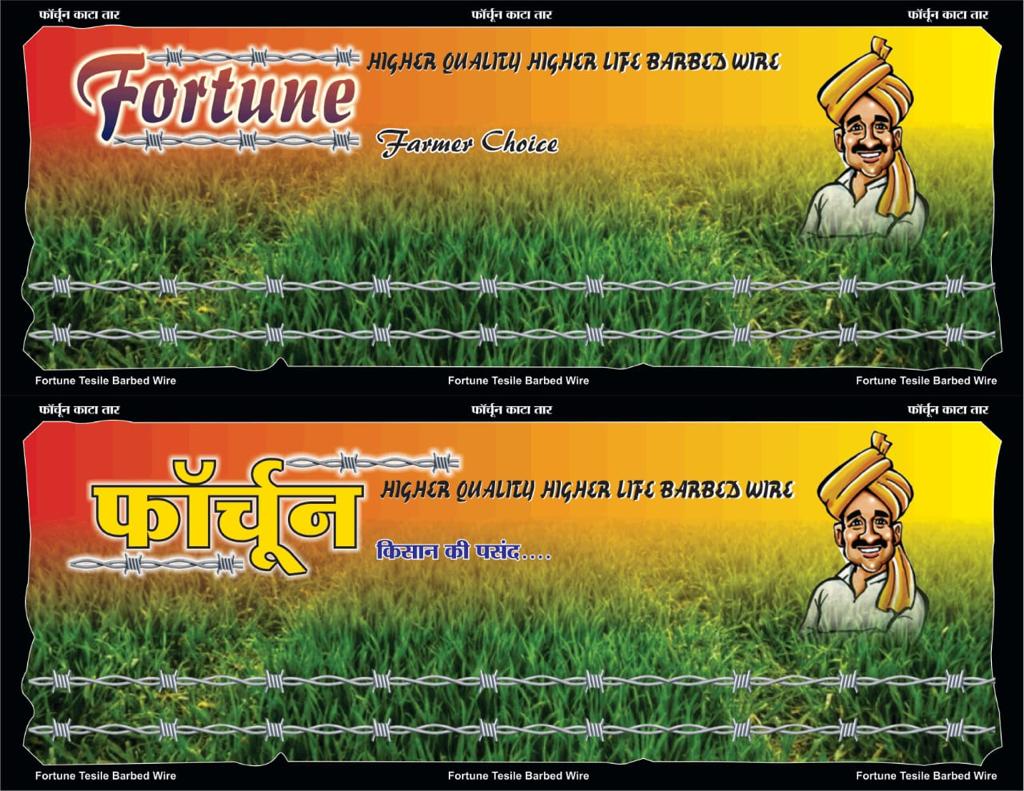 फॉर्चून काटा तार फॉर्चून काटा तार फॉर्चून काटा तार
Fortune HIGHER QUALITY HIGHER LIFE BARBED WIRE
Farmer Choice
Fortune Tesile Barbed Wire Fortune Tesile Barbed Wire Fortune Tesile Barbed Wire
फॉर्चून काटा तार फॉर्चून काटा तार फॉर्चून काटा तार
फॉर्चून HIGHER QUALITY HIGHER LIFE BARBED WIRE
किसान की पसंद....
Fortune Tesile Barbed Wire Fortune Tesile Barbed Wire Fortune Tesile Barbed Wire